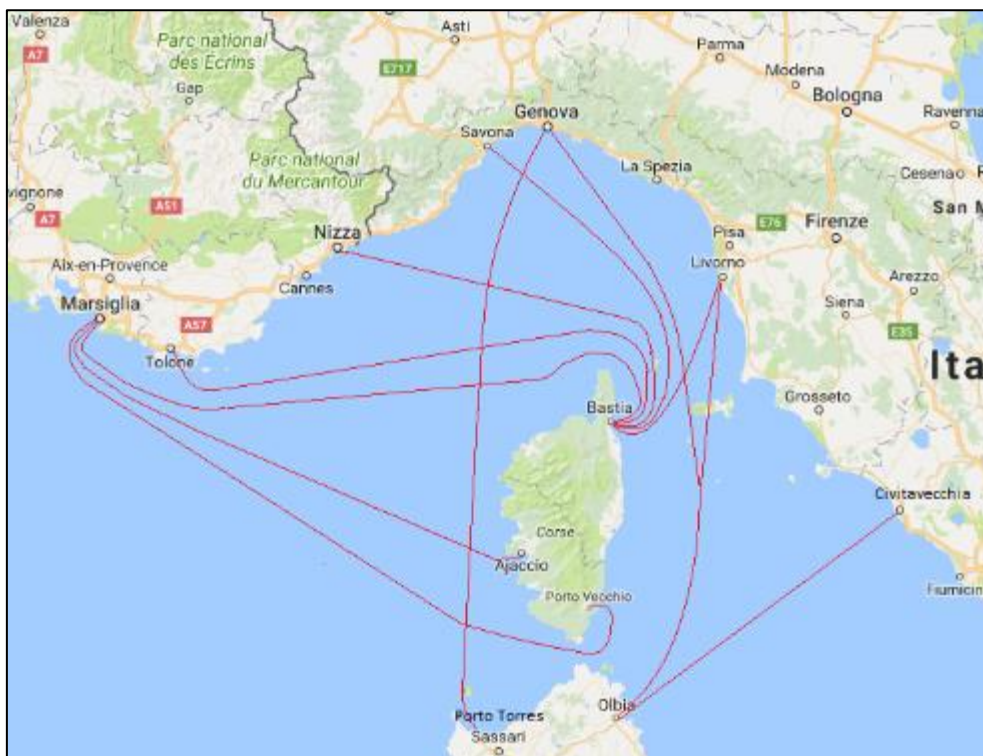 Valenza
A7
Parc national
des Écrins
Gap
Asti
E717
Parma
Modena
Bologna
Genova
Savona
Ravenna
Parc national
du Mercantour
La Spezia
Cesena
vignone
A51
A7
San M
Nizza
E76
Firenze
Pisa
Livorno
Aix-en-Provence
Cannes
Arezzo
Marsiglia
A57
Siena
E35
Tolone
Ita
Grosseto
Bastia
Civitavecchia
Corse
Ajaccio
Fiumicin
Porto Vecchio
Olbia
Porto Torres
Sassari